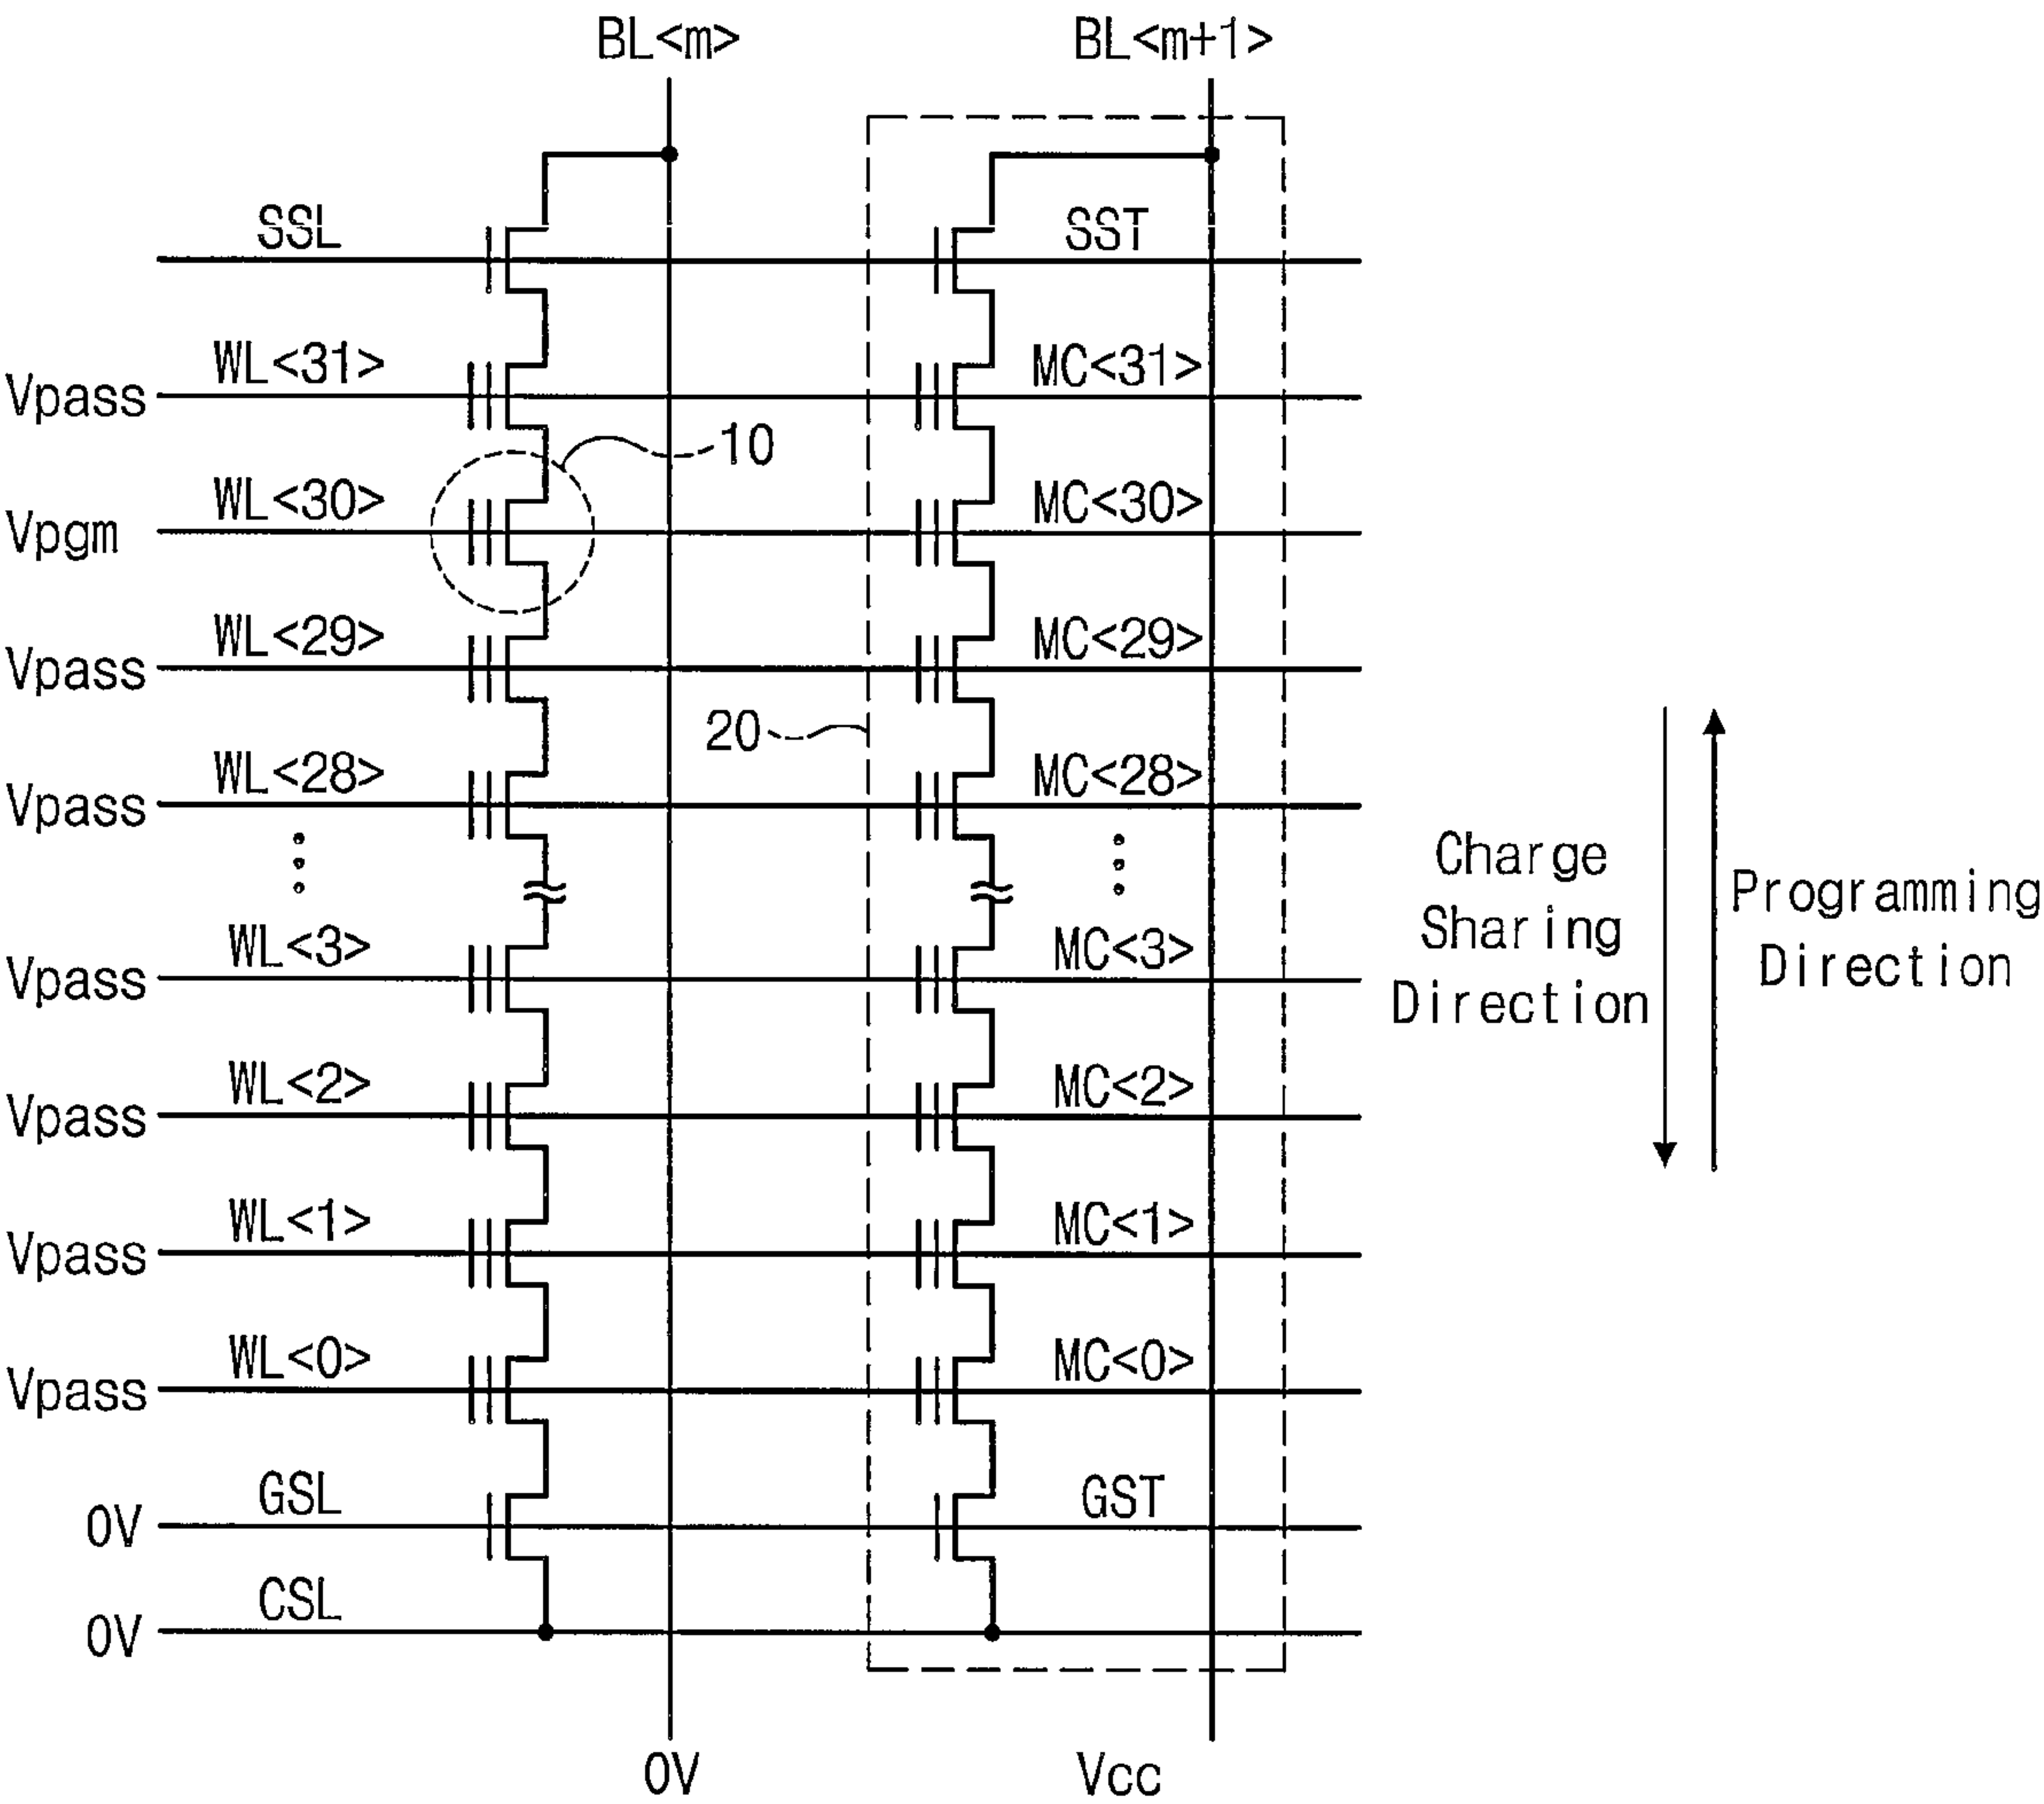 BL<m> BL<m+1>
SSL SST
Vpass WL<31> MC<31>
10
Vpgm WL<30> MC<30>
Vpass WL<29> MC<29>
20
Vpass WL<28> MC<28>
Charge
Sharing
Direction
Programming
Direction
Vpass WL<3> MC<3>
Vpass WL<2> MC<2>
Vpass WL<1> MC<1>
Vpass WL<0> MC<0>
0V GSL GST
0V CSL
0V Vcc